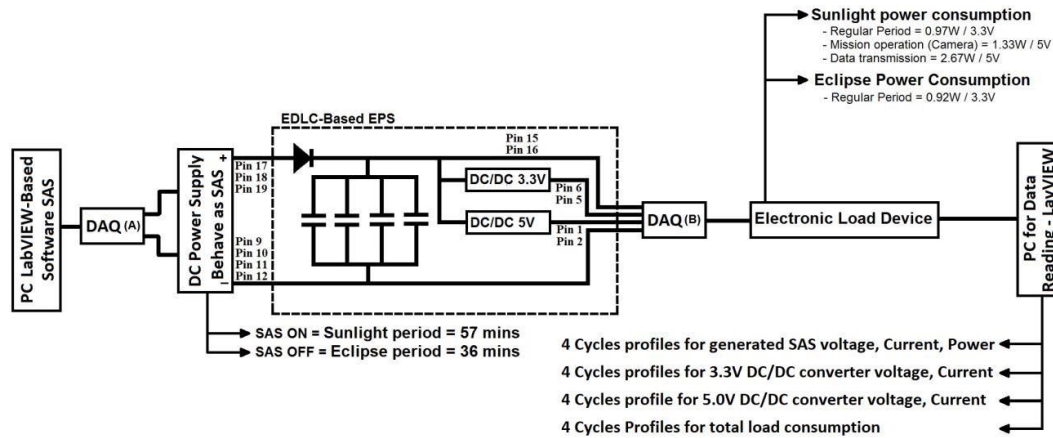 Sunlight power consumption
- Regular Period = 0.97W / 3.3V
- Mission operation (Camera) = 1.33W / 5V
- Data transmission = 2.67W / 5V
Eclipse Power Consumption
- Regular Period = 0.92W / 3.3V
EDLC-Based EPS
PC LabVIEW-Based
Software SAS
DAQ (A)
DC Power Supply
Behave as SAS
+
−
Pin 17
Pin 18
Pin 19
Pin 9
Pin 10
Pin 11
Pin 12
Pin 15
Pin 16
DC/DC 3.3V
Pin 6
Pin 5
DC/DC 5V
Pin 1
Pin 2
DAQ (B)
Electronic Load Device
PC for Data
Reading - LavVIEW
SAS ON = Sunlight period = 57 mins
SAS OFF = Eclipse period = 36 mins
4 Cycles profiles for generated SAS voltage, Current, Power
4 Cycles profiles for 3.3V DC/DC converter voltage, Current
4 Cycles profile for 5.0V DC/DC converter voltage, Current
4 Cycles Profiles for total load consumption